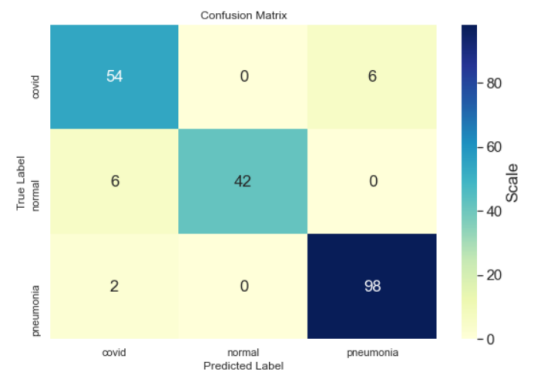 Confusion Matrix
True Label
covid
54 0 6
normal
6 42 0
pneumonia
2 0 98
covid normal pneumonia
Predicted Label
80
60
40
20
0
Scale